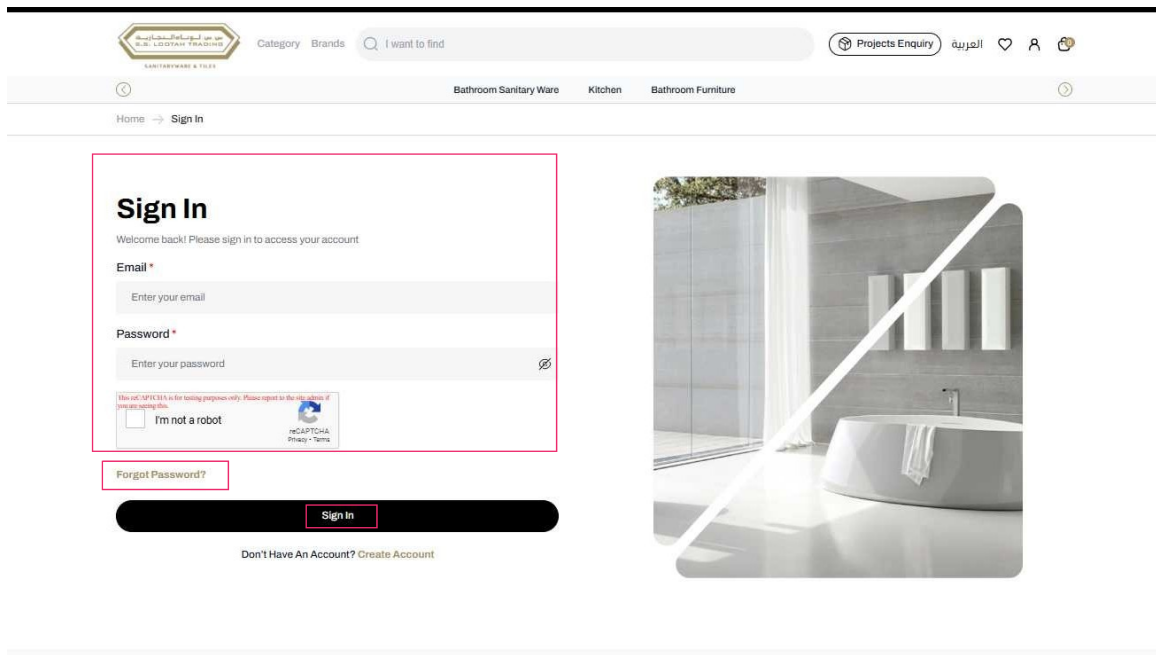 س س لوتاه التجارية
S.S. LOOTAH TRADING
SANITARYWARE & TILES
Category Brands I want to find Projects Enquiry العربية 0
Bathroom Sanitary Ware Kitchen Bathroom Furniture
Home → Sign In
Sign In
Welcome back! Please sign in to access your account
Email *
Enter your email
Password *
Enter your password
This reCAPTCHA is for testing purposes only. Please report to the site admin if
you are seeing this.
I'm not a robot
reCAPTCHA
Privacy - Terms
Forgot Password?
Sign In
Don't Have An Account? Create Account